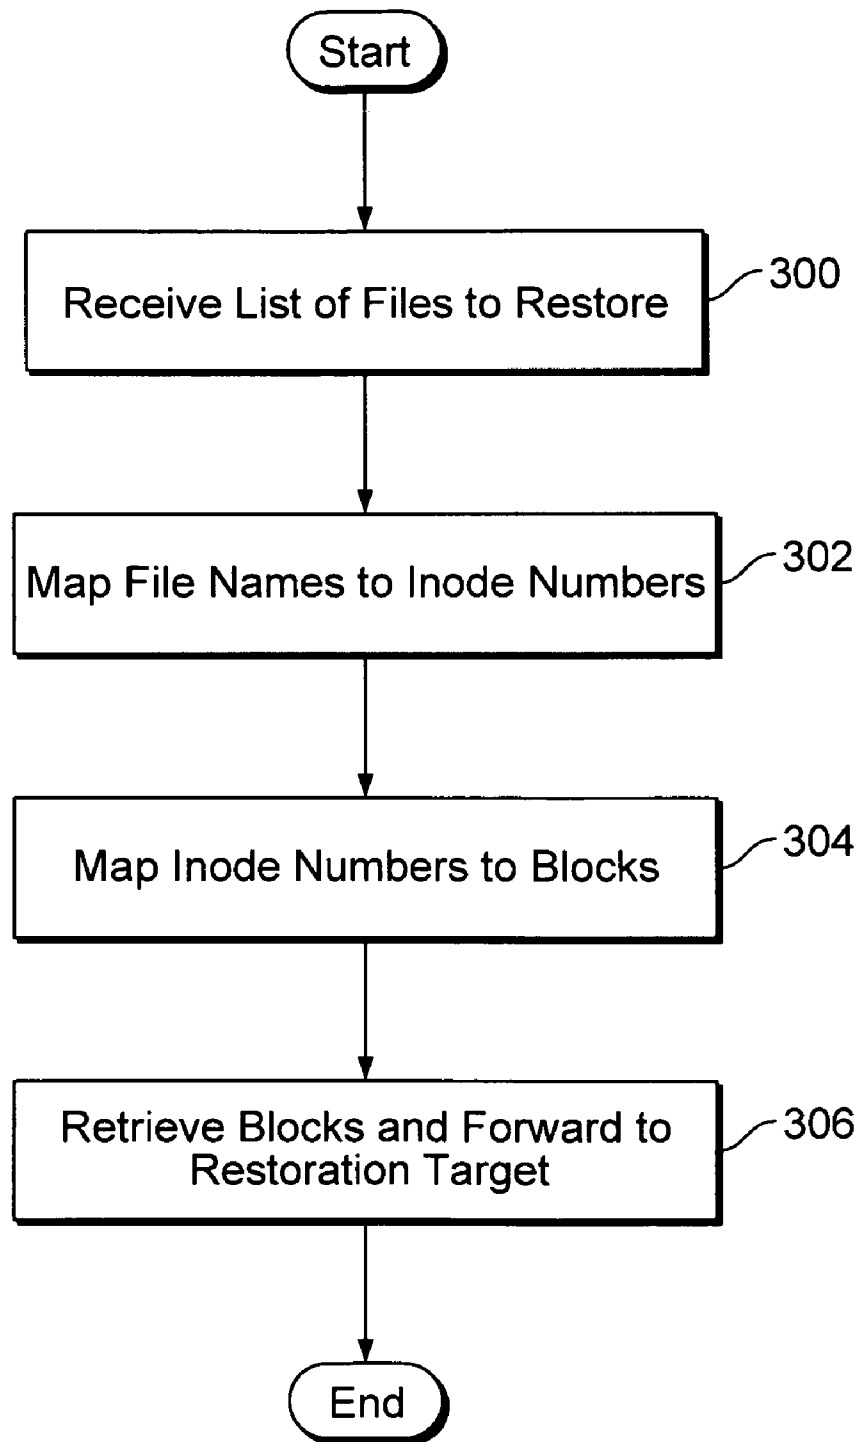 Start
Receive List of Files to Restore
300
Map File Names to Inode Numbers
302
Map Inode Numbers to Blocks
304
Retrieve Blocks and Forward to
Restoration Target
306
End